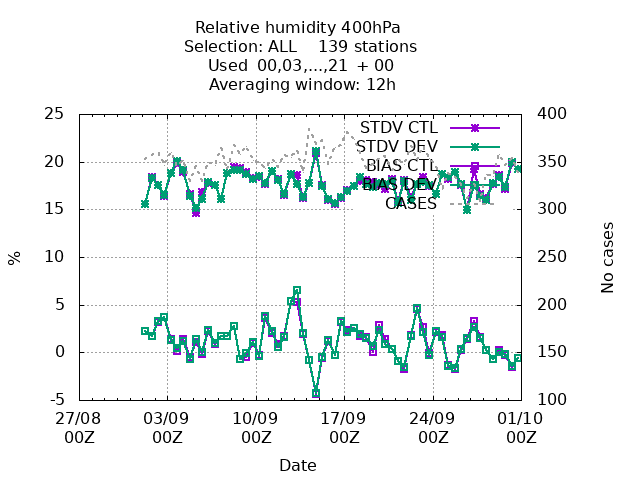 Relative humidity 400hPa
Selection: ALL    139 stations
Used  00,03,...,21  + 00
Averaging window: 12h
25 400
STDV CTL
STDV DEV
20 350
BIAS CTL
BIAS DEV
CASES
15 300
10 250
%
No cases
5 200
0 150
-5 100
27/08 03/09 10/09 17/09 24/09 01/10
00Z 00Z 00Z 00Z 00Z 00Z
Date